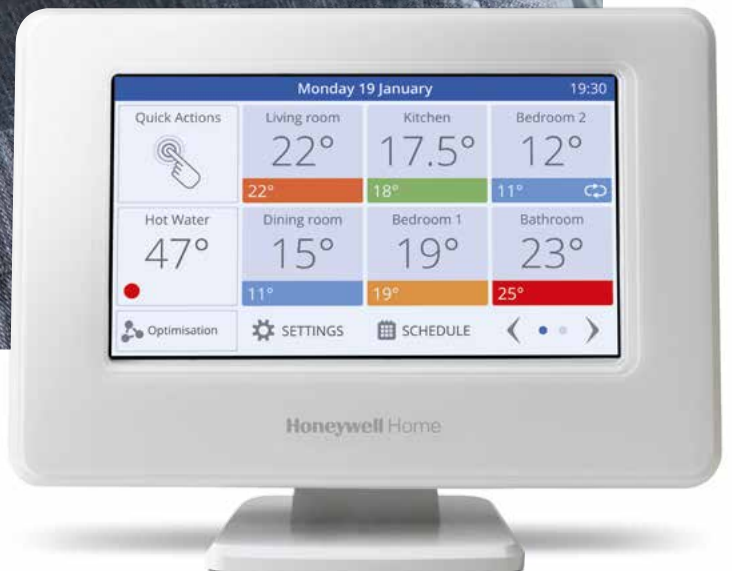 Monday 19 January 19:30
Quick Actions
Living room
22°
22°
Kitchen
17.5°
18°
Bedroom 2
12°
11°
Hot Water
47°
Dining room
15°
11°
Bedroom 1
19°
19°
Bathroom
23°
25°
Optimisation
SETTINGS
SCHEDULE
Honeywell Home